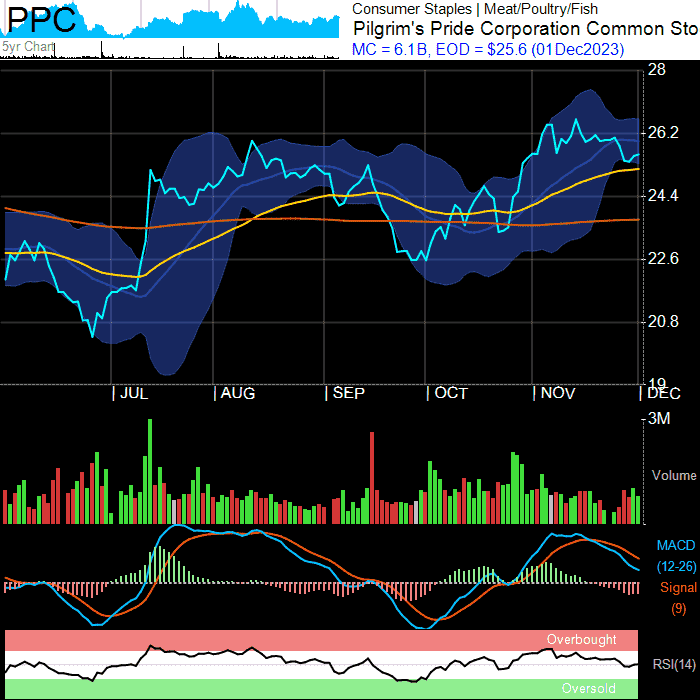 PPC
5yr Chart
Consumer Staples | Meat/Poultry/Fish
Pilgrim's Pride Corporation Common Sto
MC = 6.1B, EOD = $25.6 (01Dec2023)
28
26.2
24.4
22.6
20.8
19
JUL AUG SEP OCT NOV DEC
3M
Volume
MACD
(12-26)
Signal
(9)
Overbought
RSI(14)
Oversold